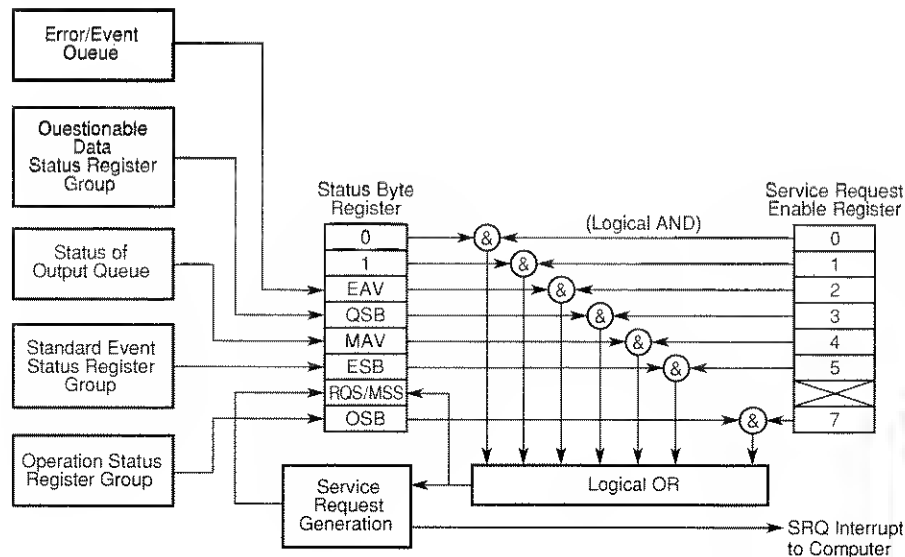 Error/Event
Oueue
Ouestionable
Data
Status Register
Group
Status of
Output Queue
Standard Event
Status Register
Group
Operation Status
Register Group
Status Byte
Register
0
1
EAV
QSB
MAV
ESB
RQS/MSS
OSB
(Logical AND)
&
&
&
&
&
&
&
Service Request
Enable Register
0
1
2
3
4
5
7
Logical OR
Service
Request
Generation
SRQ Interrupt
to Computer